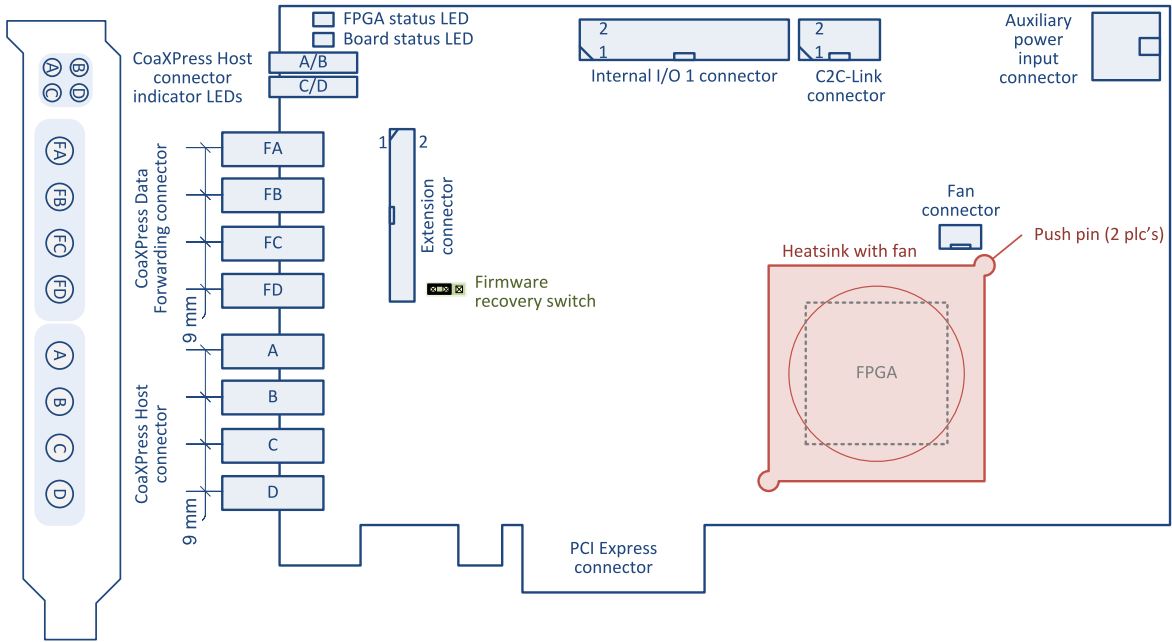 FPGA status LED
Board status LED
CoaXPress Host
connector
indicator LEDs
A/B
C/D
2
1
Internal I/O 1 connector
2
1
C2C-Link
connector
Auxiliary
power
input
connector
A
B
C
D
FA
FB
FC
FD
A
B
C
D
CoaXPress Data
Forwarding connector
9 mm
FA
FB
FC
FD
1
2
Extension
connector
Firmware
recovery switch
CoaXPress Host
connector
9 mm
A
B
C
D
Fan
connector
Push pin (2 plc's)
Heatsink with fan
FPGA
PCI Express
connector